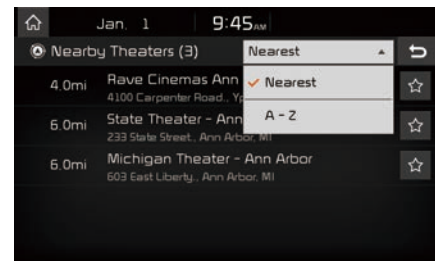 Jan. 1 9:45AM
Nearby Theaters (3) Nearest
4.0mi Rave Cinemas Ann
4100 Carpenter Road., Yp
Nearest
A - Z
6.0mi State Theater - Ann
233 State Street., Ann Arbor, MI
6.0mi Michigan Theater - Ann Arbor
603 East Liberty., Ann Arbor, MI